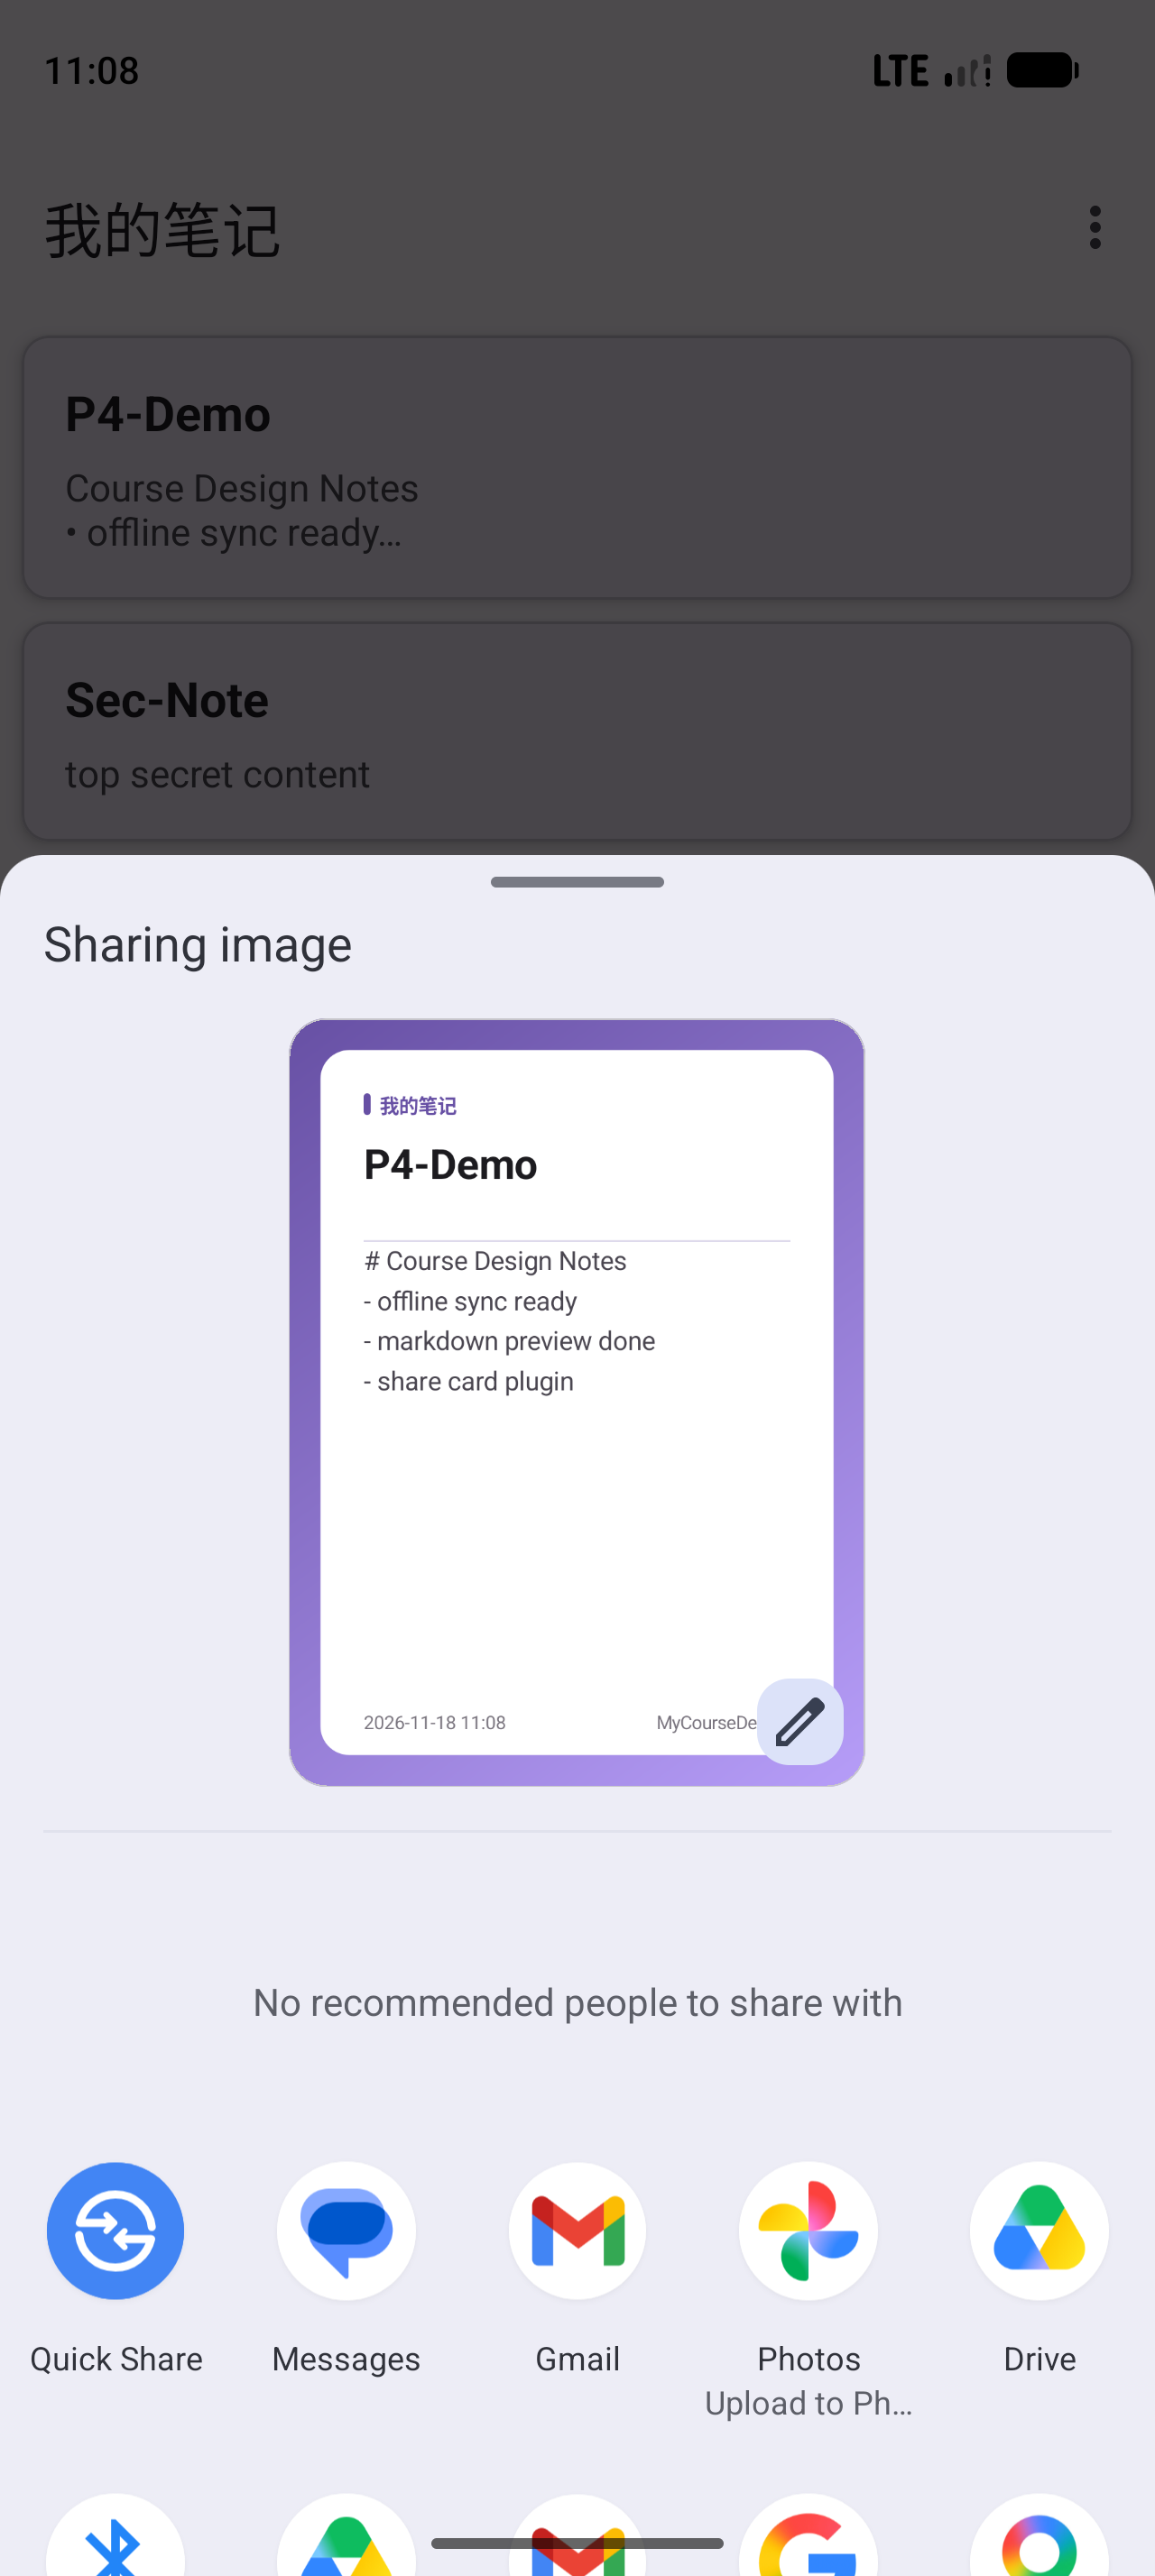 11:08
LTE
我的笔记
P4-Demo
Course Design Notes
• offline sync ready...
Sec-Note
top secret content
Sharing image
我的笔记
P4-Demo
# Course Design Notes
- offline sync ready
- markdown preview done
- share card plugin
2026-11-18 11:08
MyCourseDe
No recommended people to share with
Quick Share
Messages
Gmail
Photos
Drive
Upload to Ph...